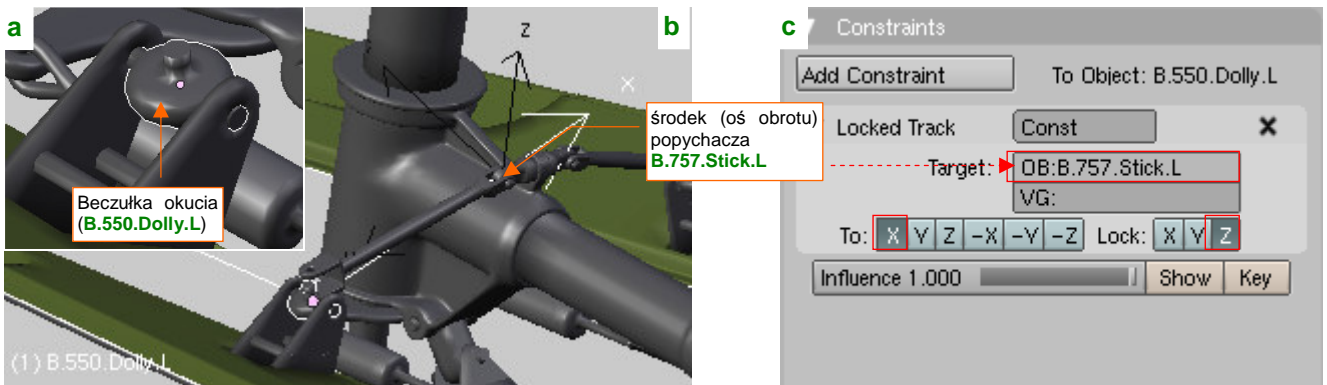 a
Beczułka okucia
(B.550.Dolly.L)
b
Z
X
środek (oś obrotu)
popychacza
B.757.Stick.L
(1) B.550.Dolly.L
c
Constraints
Add Constraint
To Object: B.550.Dolly.L
Locked Track
Const
Target:
OB:B.757.Stick.L
VG:
To: X Y Z -X -Y -Z Lock: X Y Z
Influence 1.000
Show
Key